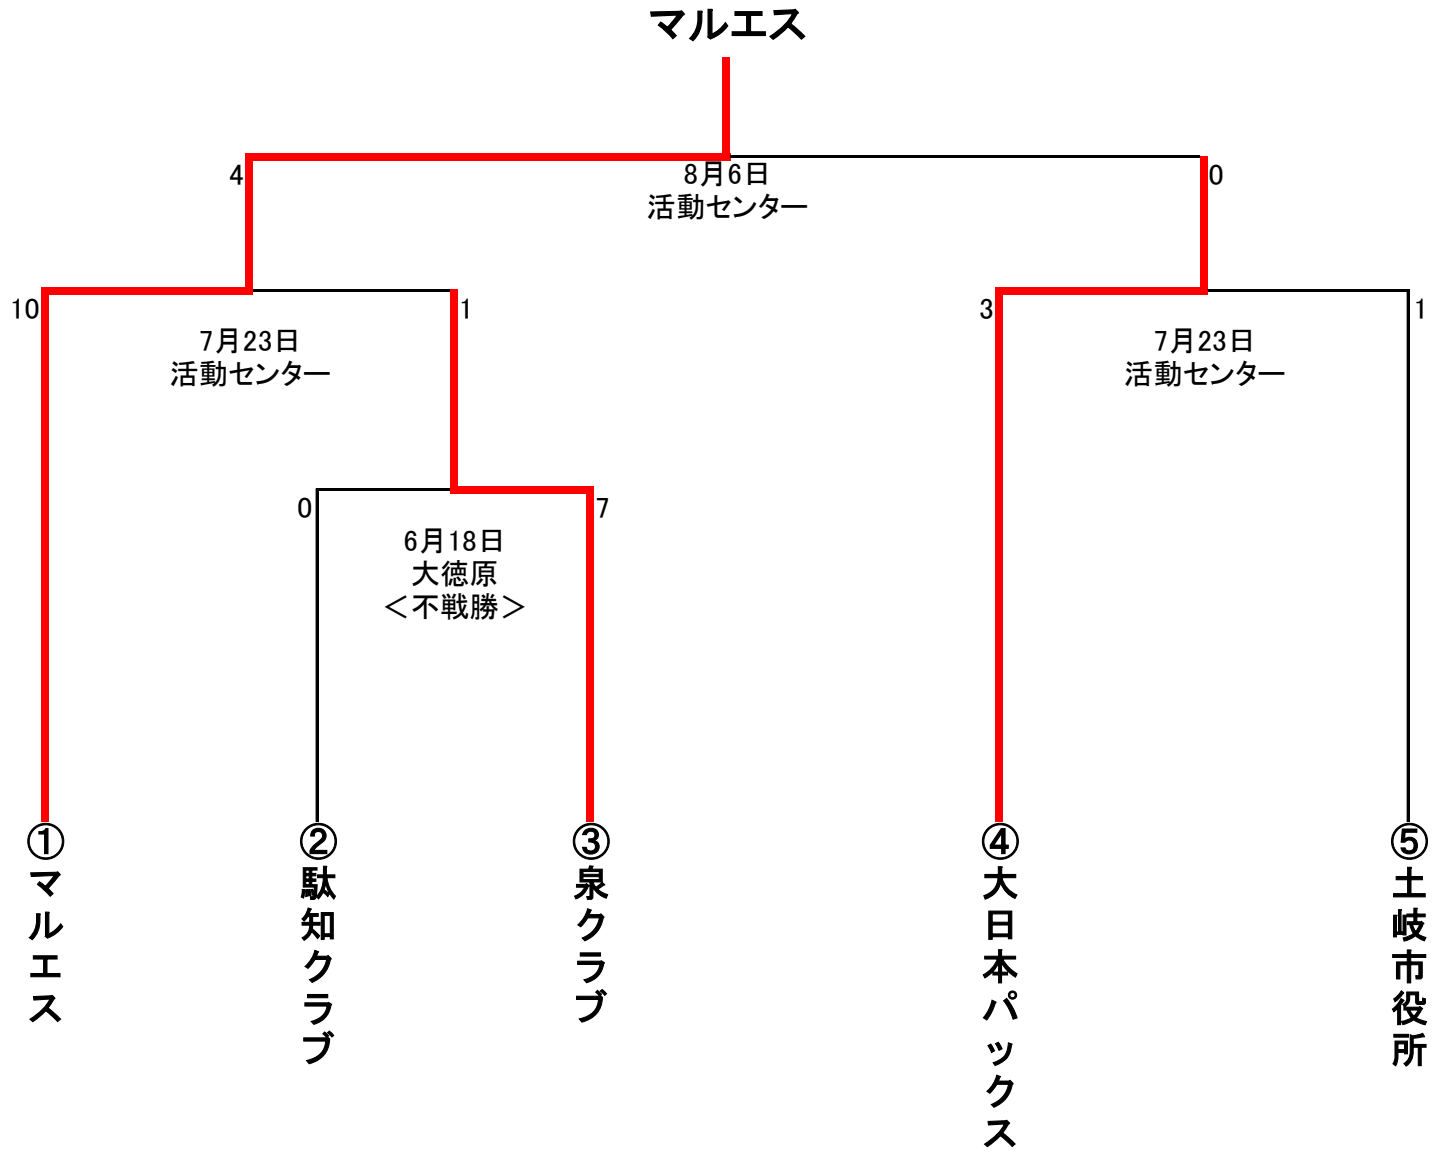 マルエス
4
8月6日
0
活動センター
10
1
3
1
7月23日
活動センター
7月23日
活動センター
0
7
6月18日
大徳原
＜不戦勝＞
①マルエス
②駄知クラブ
③泉クラブ
④大日本パックス
⑤土岐市役所